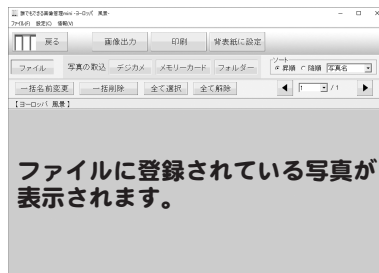 誰でもできる画像管理mini -ヨーロッパ 風景-
ファイル(F) 設定(C) 情報(V)
戻る 画像出力 印刷 背表紙に設定
ファイル 写真の取込 デジカメ メモリーカード フォルダー ソート 昇順 降順 写真名
一括名前変更 一括削除 全て選択 全て解除 1 / 1
【ヨーロッパ 風景】
ファイルに登録されている写真が
表示されます。